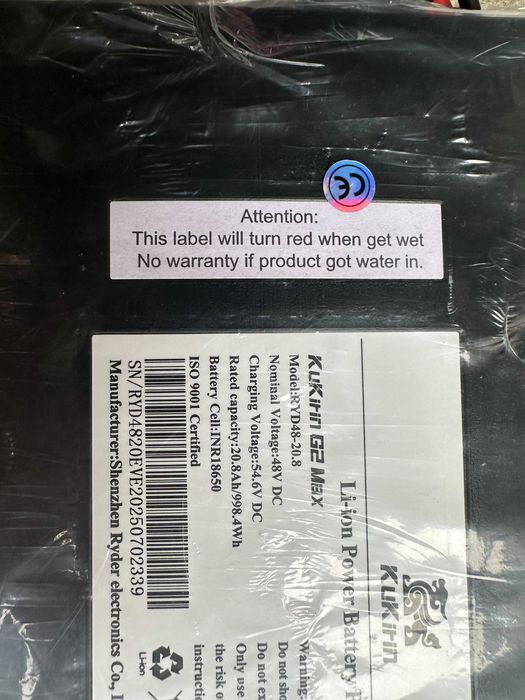 CE
Attention:
This label will turn red when get wet
No warranty if product got water in.
KuKirin
Li-ion Power Battery
KuKirin G2 Max
Model:RYD48-20.8
Nominal Voltage:48V DC
Charging Voltage:54.6V DC
Rated capacity:20.8Ah/998.4Wh
Battery Cell:INR18650
ISO 9001 Certified
SN/RYD4820EVE20250702339
Manufacturer:Shenzhen Ryder electronics Co.,
Warning:
Do not
Do not
Only use
the risk of
Li-ion